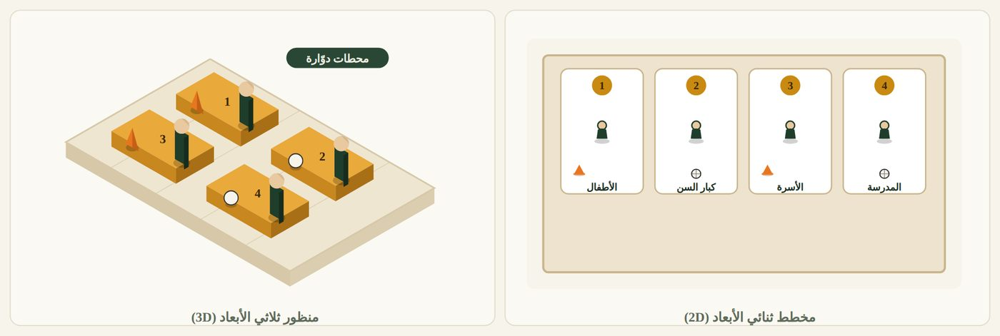 محطات دوّارة
1
2
3
4
منظور ثلاثي الأبعاد (3D)
1
2
3
4
الأطفال
كبار السن
الأسرة
المدرسة
مخطط ثنائي الأبعاد (2D)